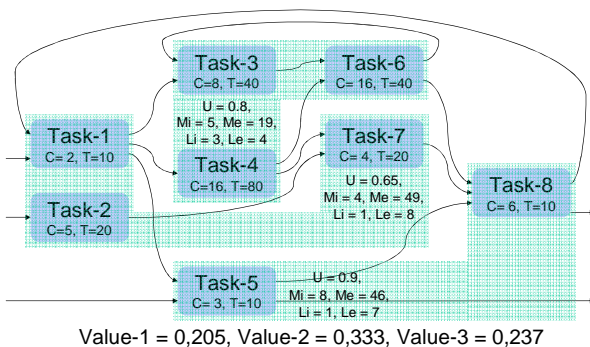 Task-3
C=8, T=40
Task-6
C= 16, T=40
U = 0.8,
Mi = 5, Me = 19,
Li = 3, Le = 4
Task-1
C= 2, T=10
Task-4
C=16, T=80
Task-7
C= 4, T=20
U = 0.65,
Mi = 4, Me = 49,
Li = 1, Le = 8
Task-2
C=5, T=20
Task-8
C= 6, T=10
Task-5
C= 3, T=10
U = 0.9,
Mi = 8, Me = 46,
Li = 1, Le = 7
Value-1 = 0,205, Value-2 = 0,333, Value-3 = 0,237